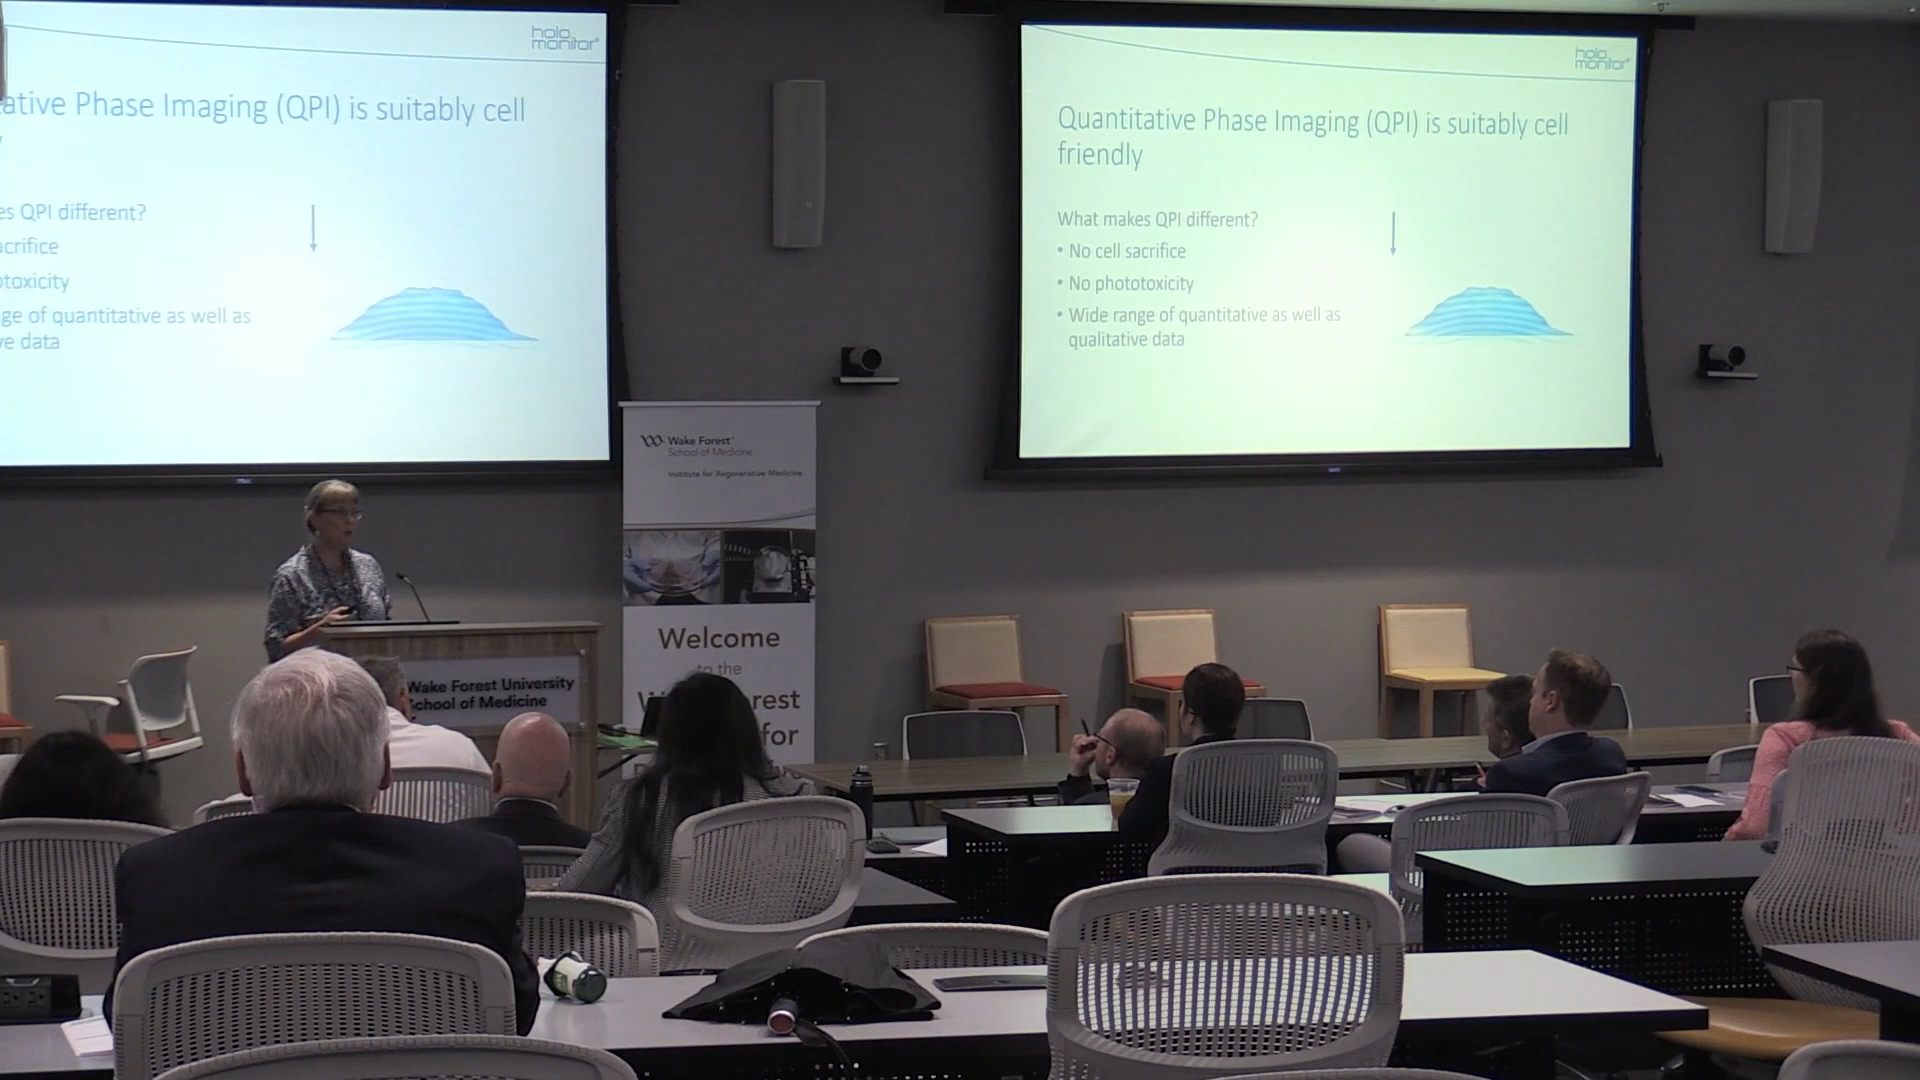 holo
monitor
ative Phase Imaging (QPI) is suitably cell
es QPI different?
acrifice
otoxicity
ge of quantitative as well as
ve data
holo
monitor
Quantitative Phase Imaging (QPI) is suitably cell
friendly
What makes QPI different?
• No cell sacrifice
• No phototoxicity
• Wide range of quantitative as well as
qualitative data
Wake Forest
School of Medicine
Institute for Regenerative Medicine
Welcome
to the
rest
for
Wake Forest University
School of Medicine